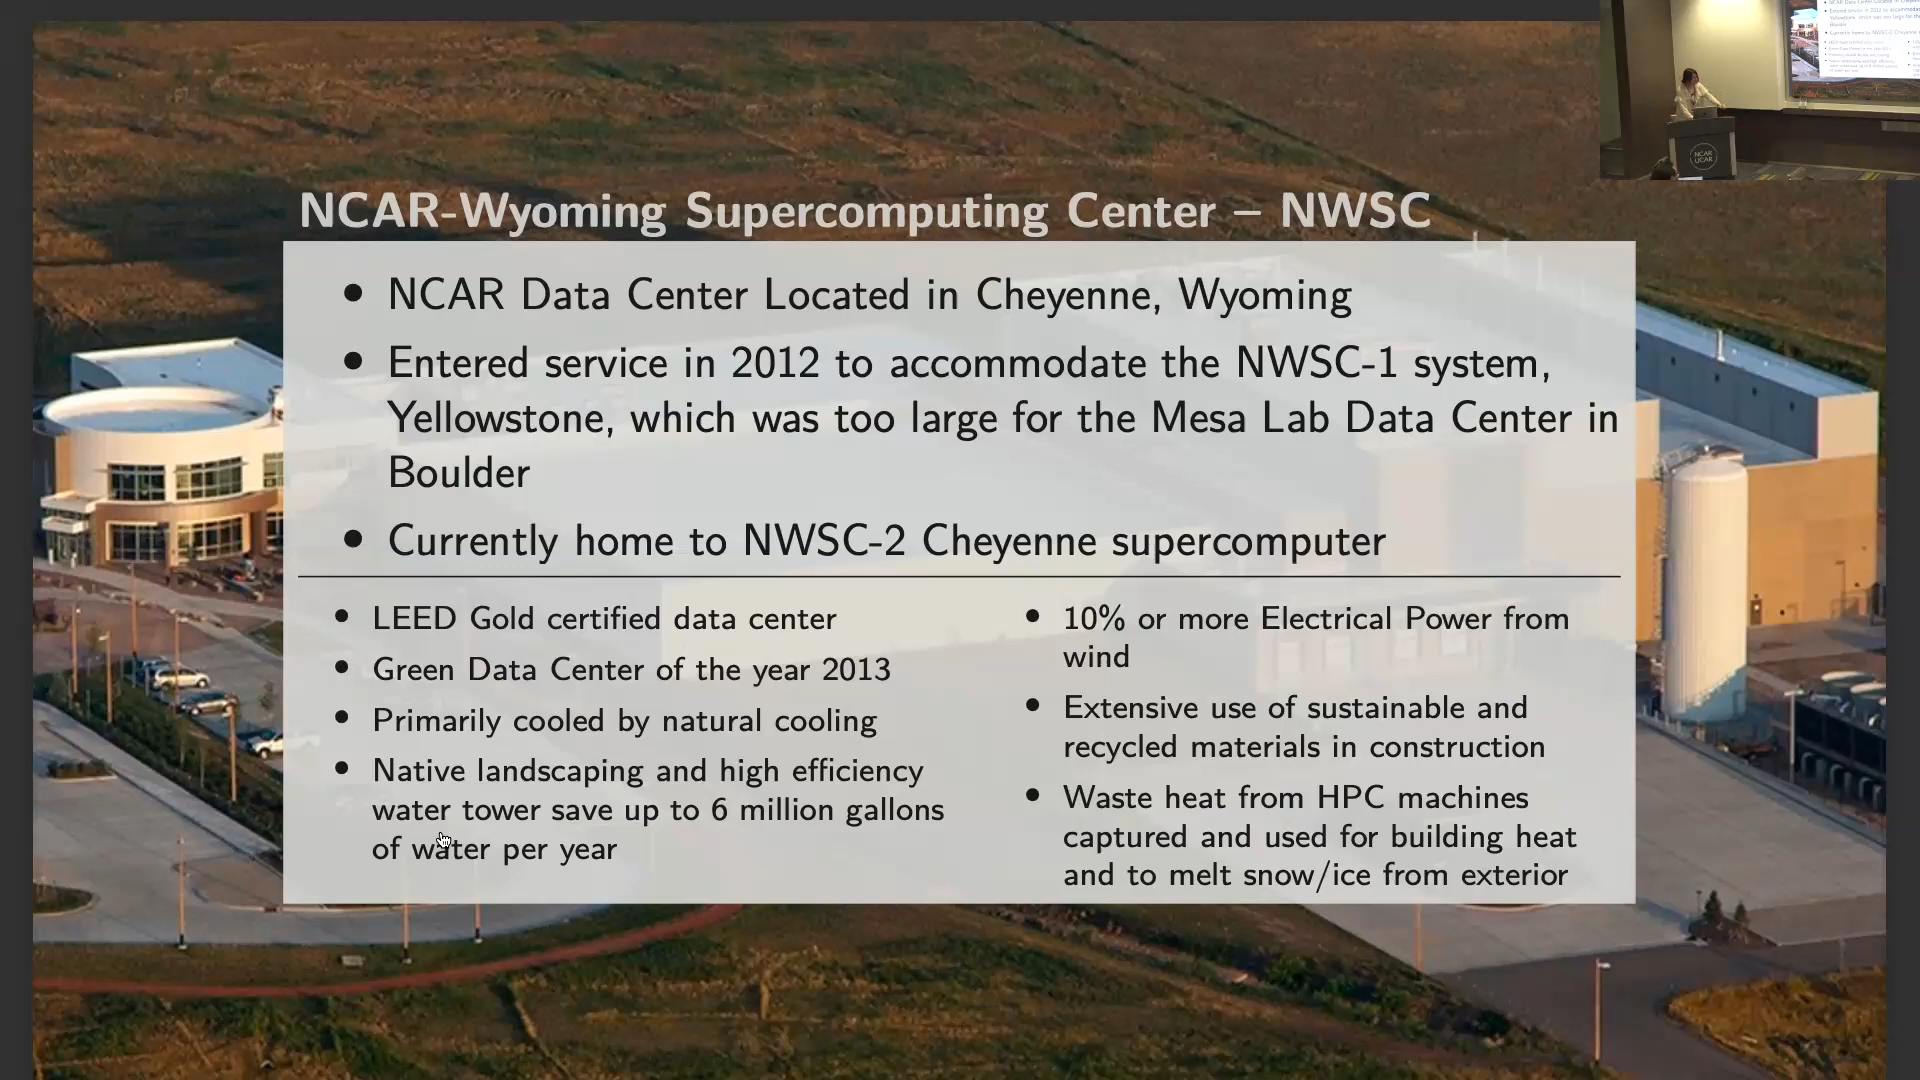 NCAR-Wyoming Supercomputing Center – NWSC
• NCAR Data Center Located in Cheyenne, Wyoming
• Entered service in 2012 to accommodate the NWSC-1 system,
Yellowstone, which was too large for the Mesa Lab Data Center in
Boulder
• Currently home to NWSC-2 Cheyenne supercomputer
• LEED Gold certified data center
• Green Data Center of the year 2013
• Primarily cooled by natural cooling
• Native landscaping and high efficiency
water tower save up to 6 million gallons
of water per year
• 10% or more Electrical Power from
wind
• Extensive use of sustainable and
recycled materials in construction
• Waste heat from HPC machines
captured and used for building heat
and to melt snow/ice from exterior
NCAR
UCAR